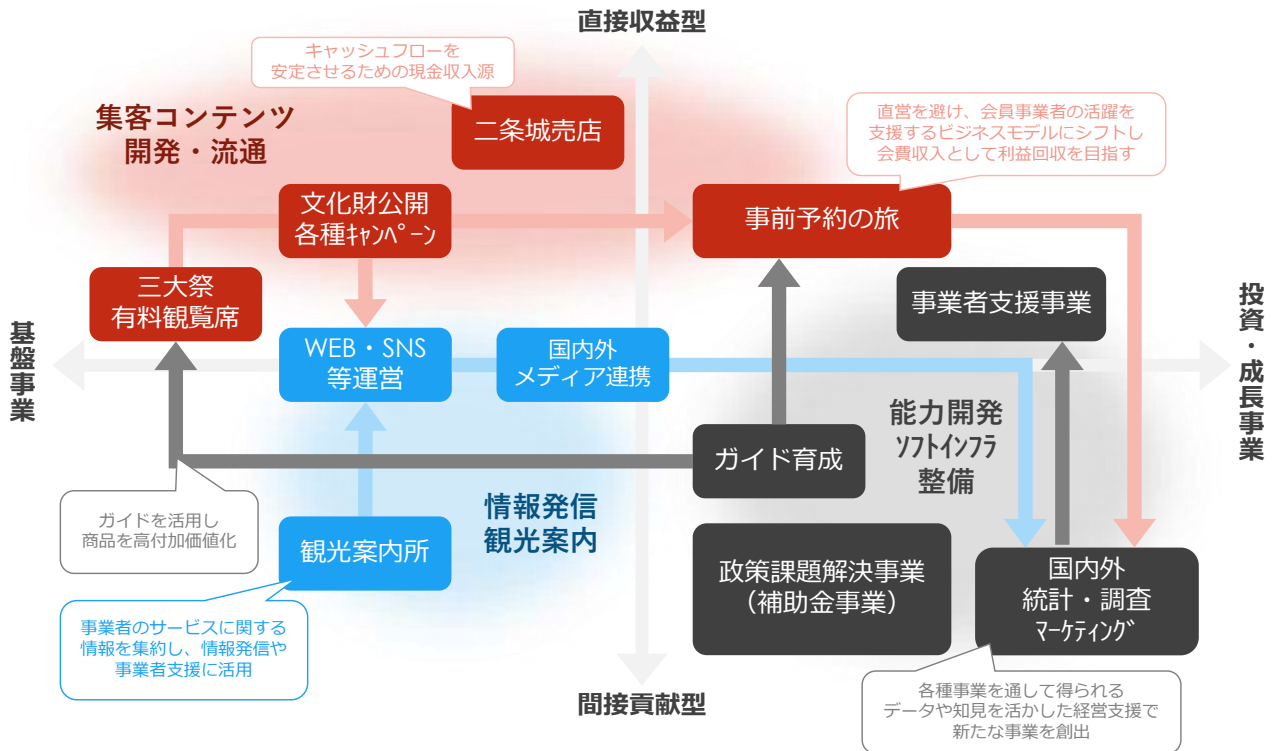 直接収益型
キャッシュフローを
安定させるための現金収入源
集客コンテンツ
開発・流通
二条城売店
直営を避け、会員事業者の活躍を
支援するビジネスモデルにシフトし
会費収入として利益回収を目指す
文化財公開
各種ｷｬﾝﾍﾟｰﾝ
事前予約の旅
三大祭
有料観覧席
事業者支援事業
基盤事業
投資・成長事業
WEB・SNS
等運営
国内外
メディア連携
能力開発
ｿﾌﾄｲﾝﾌﾗ
整備
ガイド育成
ガイドを活用し
商品を高付加価値化
情報発信
観光案内
観光案内所
政策課題解決事業
（補助金事業）
国内外
統計・調査
ﾏｰｹﾃｨﾝｸﾞ
事業者のサービスに関する
情報を集約し、情報発信や
事業者支援に活用
間接貢献型
各種事業を通して得られる
データや知見を活かした経営支援で
新たな事業を創出